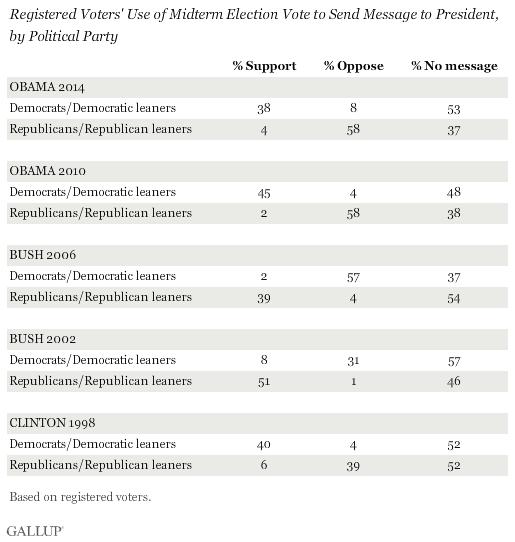 Registered Voters' Use of Midterm Election Vote to Send Message to President,
by Political Party
% Support % Oppose % No message
OBAMA 2014
Democrats/Democratic leaners 38 8 53
Republicans/Republican leaners 4 58 37
OBAMA 2010
Democrats/Democratic leaners 45 4 48
Republicans/Republican leaners 2 58 38
BUSH 2006
Democrats/Democratic leaners 2 57 37
Republicans/Republican leaners 39 4 54
BUSH 2002
Democrats/Democratic leaners 8 31 57
Republicans/Republican leaners 51 1 46
CLINTON 1998
Democrats/Democratic leaners 40 4 52
Republicans/Republican leaners 6 39 52
Based on registered voters.
GALLUP